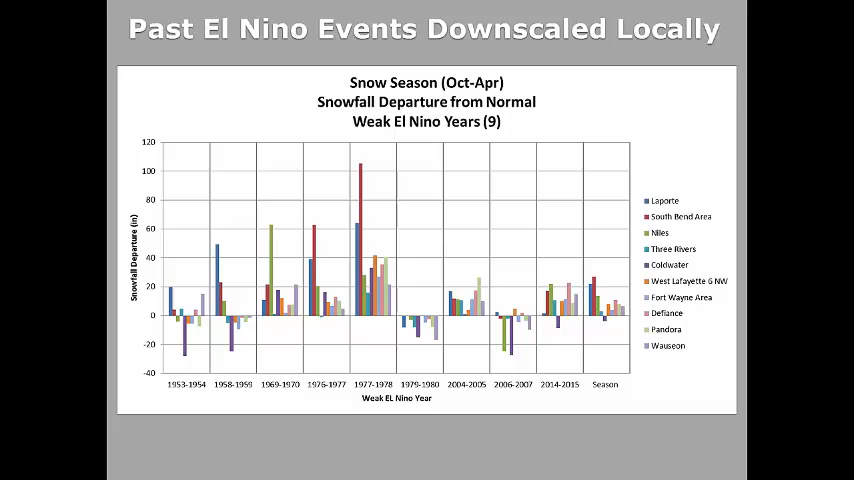 Past El Nino Events Downscaled Locally
Snow Season (Oct-Apr)
Snowfall Departure from Normal
Weak El Nino Years (9)
120
100
80
60
40
20
0
-20
-40
Snowfall Departure (in)
1953-1954 1958-1959 1969-1970 1976-1977 1977-1978 1979-1980 2004-2005 2006-2007 2014-2015 Season
Weak EL Nino Year
Laporte
South Bend Area
Niles
Three Rivers
Coldwater
West Lafayette 6 NW
Fort Wayne Area
Defiance
Pandora
Wauseon